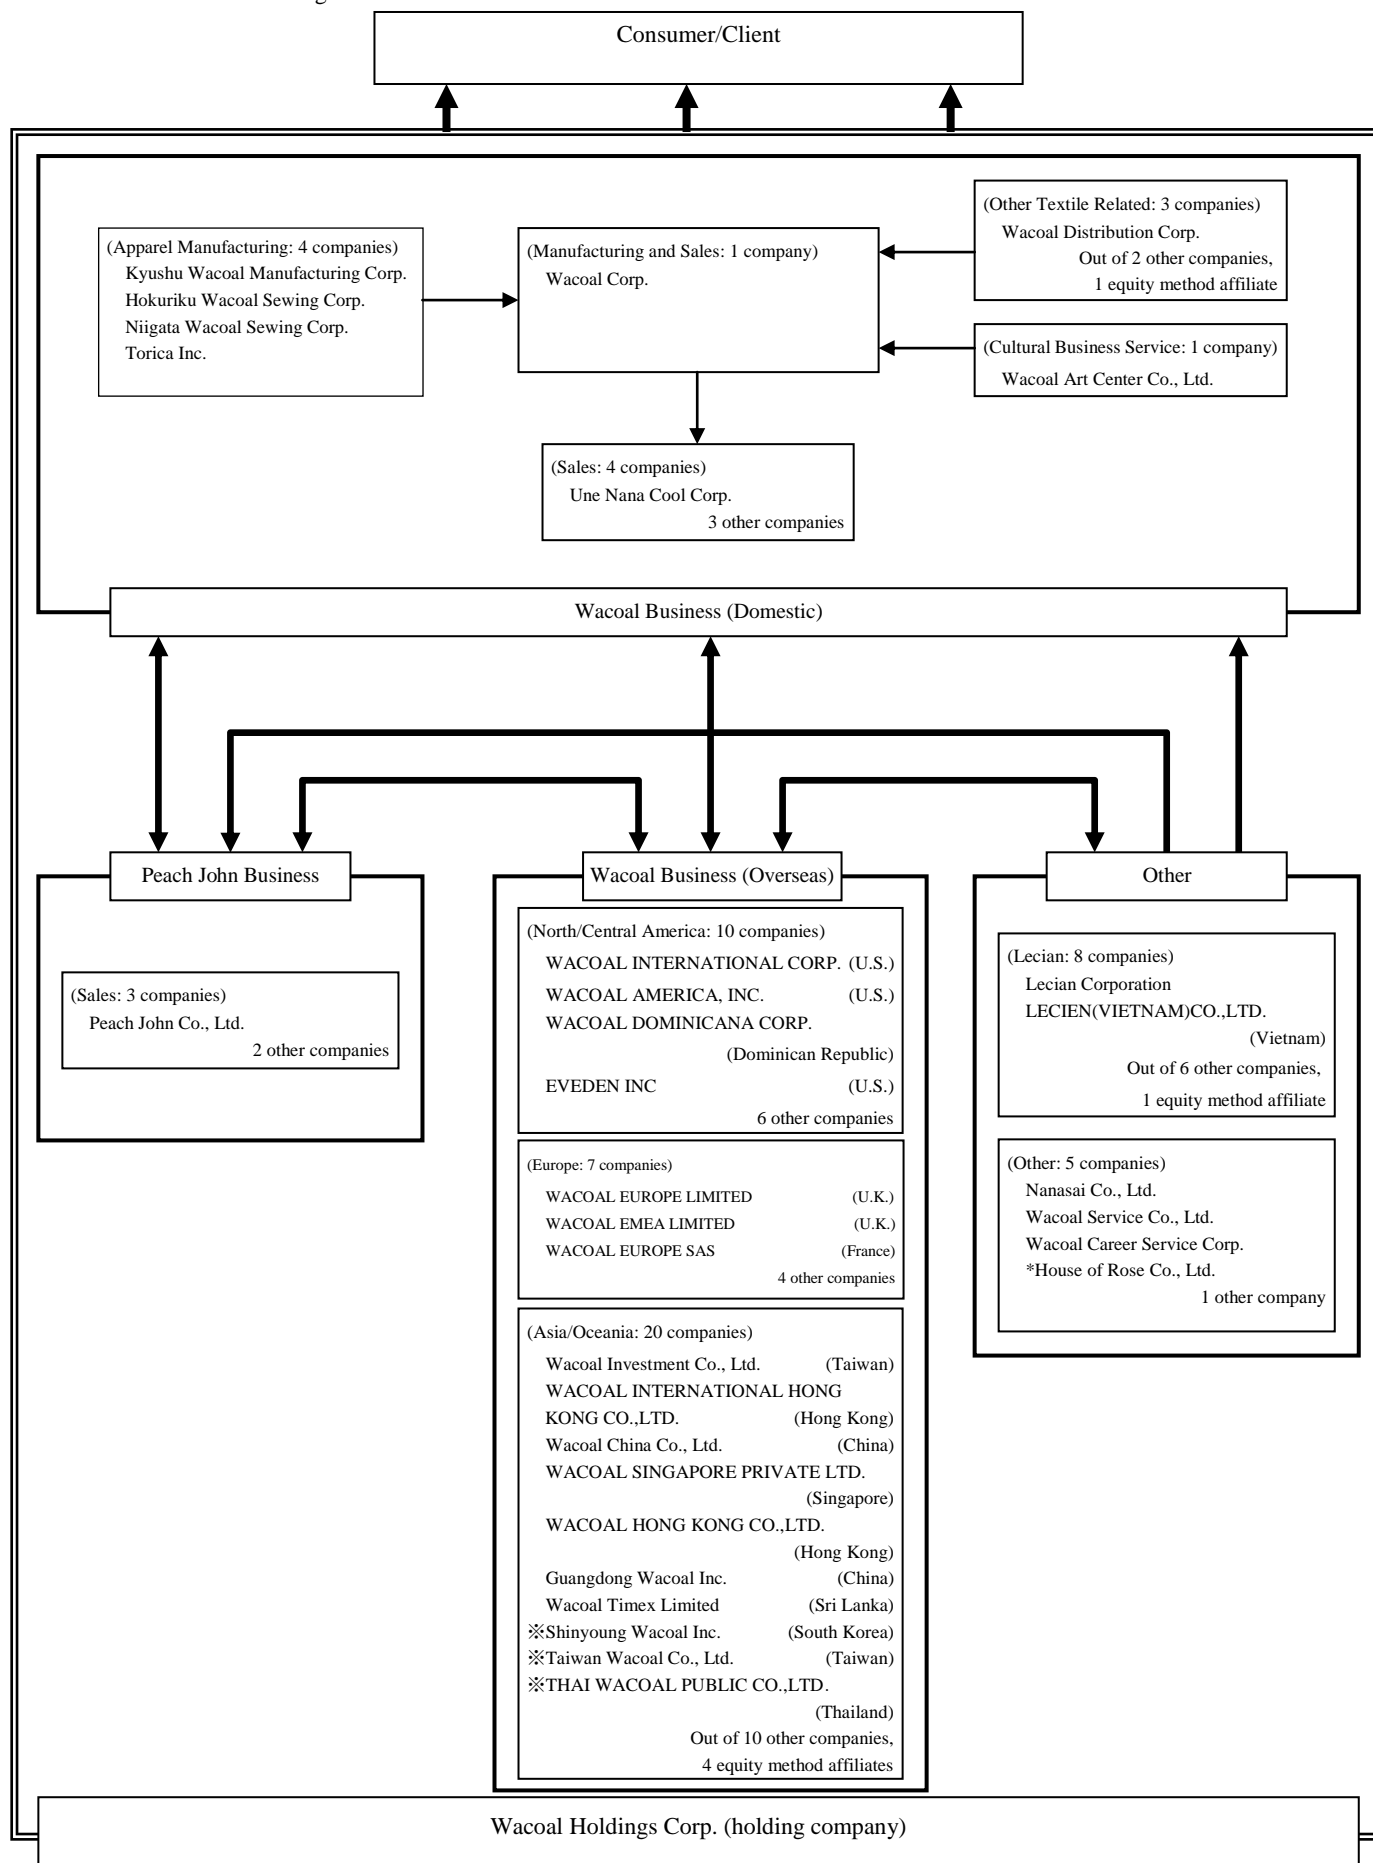 Consumer/Client
(Other Textile Related: 3 companies)
Wacoal Distribution Corp.
Out of 2 other companies,
1 equity method affiliate
(Apparel Manufacturing: 4 companies)
Kyushu Wacoal Manufacturing Corp.
Hokuriku Wacoal Sewing Corp.
Niigata Wacoal Sewing Corp.
Torica Inc.
(Manufacturing and Sales: 1 company)
Wacoal Corp.
(Cultural Business Service: 1 company)
Wacoal Art Center Co., Ltd.
(Sales: 4 companies)
Une Nana Cool Corp.
3 other companies
Wacoal Business (Domestic)
Peach John Business
(Sales: 3 companies)
Peach John Co., Ltd.
2 other companies
Wacoal Business (Overseas)
(North/Central America: 10 companies)
WACOAL INTERNATIONAL CORP. (U.S.)
WACOAL AMERICA, INC. (U.S.)
WACOAL DOMINICANA CORP.
(Dominican Republic)
EVEDEN INC (U.S.)
6 other companies
(Europe: 7 companies)
WACOAL EUROPE LIMITED (U.K.)
WACOAL EMEA LIMITED (U.K.)
WACOAL EUROPE SAS (France)
4 other companies
(Asia/Oceania: 20 companies)
Wacoal Investment Co., Ltd. (Taiwan)
WACOAL INTERNATIONAL HONG
KONG CO.,LTD. (Hong Kong)
Wacoal China Co., Ltd. (China)
WACOAL SINGAPORE PRIVATE LTD.
(Singapore)
WACOAL HONG KONG CO.,LTD.
(Hong Kong)
Guangdong Wacoal Inc. (China)
Wacoal Timex Limited (Sri Lanka)
※Shinyoung Wacoal Inc. (South Korea)
※Taiwan Wacoal Co., Ltd. (Taiwan)
※THAI WACOAL PUBLIC CO.,LTD.
(Thailand)
Out of 10 other companies,
4 equity method affiliates
Other
(Lecian: 8 companies)
Lecian Corporation
LECIEN(VIETNAM)CO.,LTD.
(Vietnam)
Out of 6 other companies,
1 equity method affiliate
(Other: 5 companies)
Nanasai Co., Ltd.
Wacoal Service Co., Ltd.
Wacoal Career Service Corp.
*House of Rose Co., Ltd.
1 other company
Wacoal Holdings Corp. (holding company)